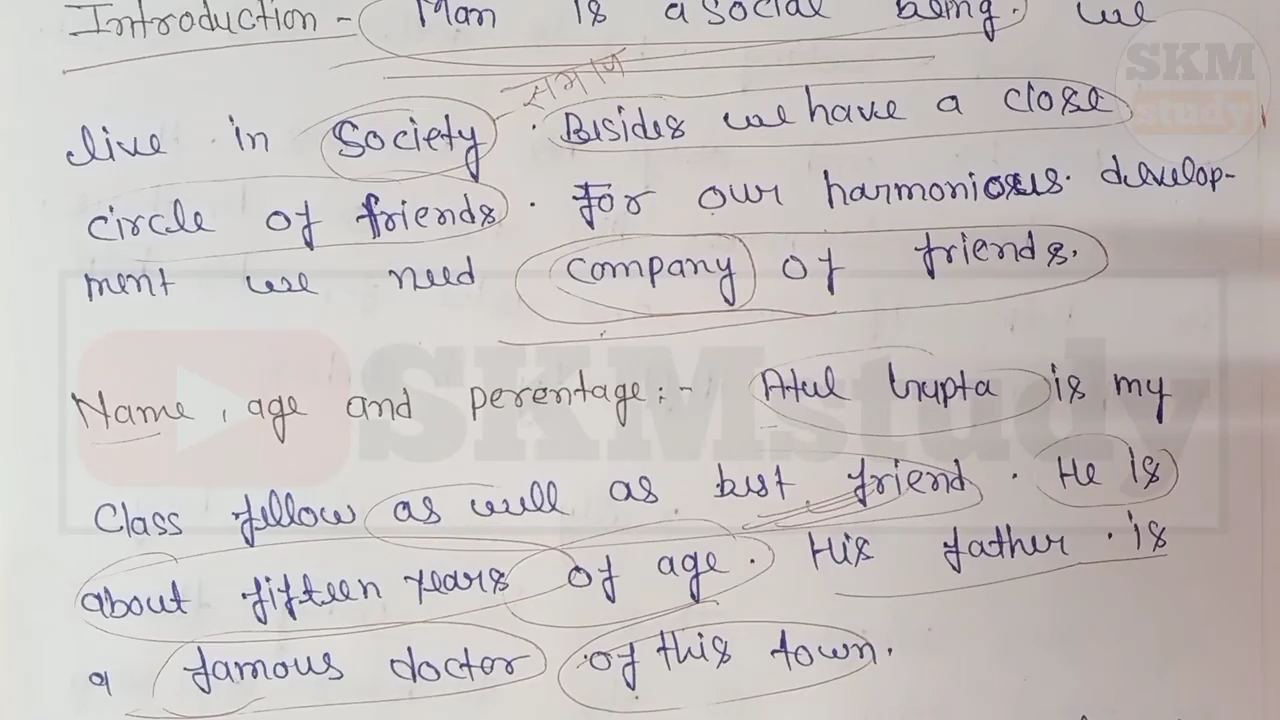 Introduction - Man is a social being. we
SKM
study
समाज
live in Society. Besides we have a close
circle of friends. For our harmonious develop-
ment we need company of friends.
SKMstudy
Name, age and perentage:- Atul Gupta is my
Class fellow as well as best friend. He is
about fifteen years of age. His father is
a famous doctor of this town.